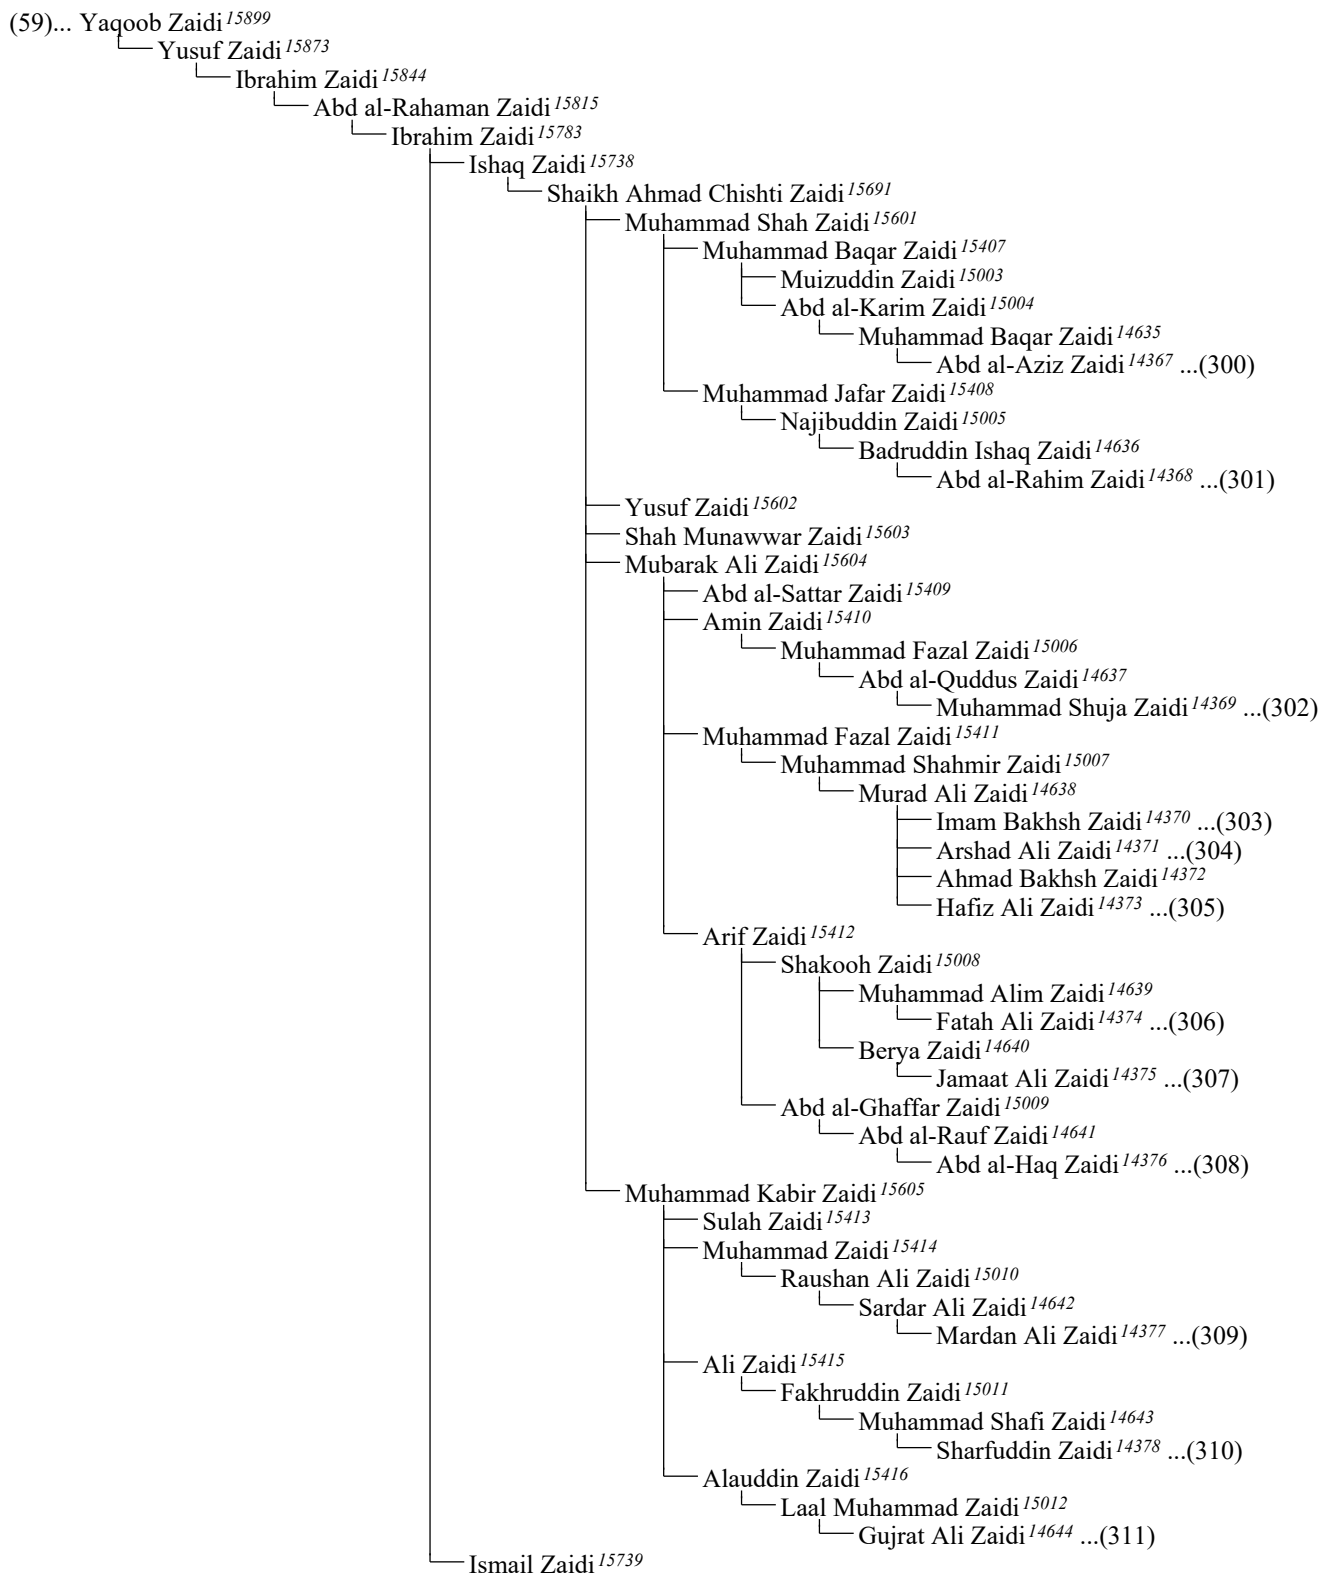 (59)... Yaqoob Zaidi 15899
Yusuf Zaidi 15873
Ibrahim Zaidi 15844
Abd al-Rahaman Zaidi 15815
Ibrahim Zaidi 15783
Ishaq Zaidi 15738
Shaikh Ahmad Chishti Zaidi 15691
Muhammad Shah Zaidi 15601
Muhammad Baqar Zaidi 15407
Muizuddin Zaidi 15003
Abd al-Karim Zaidi 15004
Muhammad Baqar Zaidi 14635
Abd al-Aziz Zaidi 14367 ...(300)
Muhammad Jafar Zaidi 15408
Najibuddin Zaidi 15005
Badruddin Ishaq Zaidi 14636
Abd al-Rahim Zaidi 14368 ...(301)
Yusuf Zaidi 15602
Shah Munawwar Zaidi 15603
Mubarak Ali Zaidi 15604
Abd al-Sattar Zaidi 15409
Amin Zaidi 15410
Muhammad Fazal Zaidi 15006
Abd al-Quddus Zaidi 14637
Muhammad Shuja Zaidi 14369 ...(302)
Muhammad Fazal Zaidi 15411
Muhammad Shahmir Zaidi 15007
Murad Ali Zaidi 14638
Imam Bakhsh Zaidi 14370 ...(303)
Arshad Ali Zaidi 14371 ...(304)
Ahmad Bakhsh Zaidi 14372
Hafiz Ali Zaidi 14373 ...(305)
Arif Zaidi 15412
Shakooh Zaidi 15008
Muhammad Alim Zaidi 14639
Fatah Ali Zaidi 14374 ...(306)
Berya Zaidi 14640
Jamaat Ali Zaidi 14375 ...(307)
Abd al-Ghaffar Zaidi 15009
Abd al-Rauf Zaidi 14641
Abd al-Haq Zaidi 14376 ...(308)
Muhammad Kabir Zaidi 15605
Sulah Zaidi 15413
Muhammad Zaidi 15414
Raushan Ali Zaidi 15010
Sardar Ali Zaidi 14642
Mardan Ali Zaidi 14377 ...(309)
Ali Zaidi 15415
Fakhruddin Zaidi 15011
Muhammad Shafi Zaidi 14643
Sharfuddin Zaidi 14378 ...(310)
Alauddin Zaidi 15416
Laal Muhammad Zaidi 15012
Gujrat Ali Zaidi 14644 ...(311)
Ismail Zaidi 15739